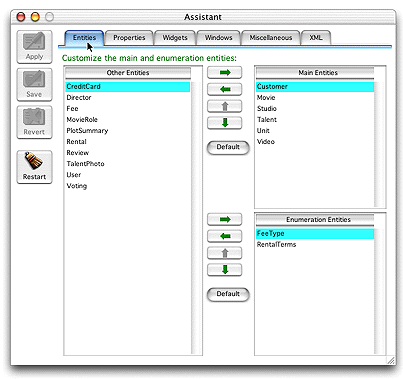 Assistant
Entities
Properties
Widgets
Windows
Miscellaneous
XML
Apply
Save
Revert
Restart
Customize the main and enumeration entities:
Other Entities
CreditCard
Director
Fee
MovieRole
PlotSummary
Rental
Review
TalentPhoto
User
Voting
Default
Main Entities
Customer
Movie
Studio
Talent
Unit
Video
Default
Enumeration Entities
FeeType
RentalTerms